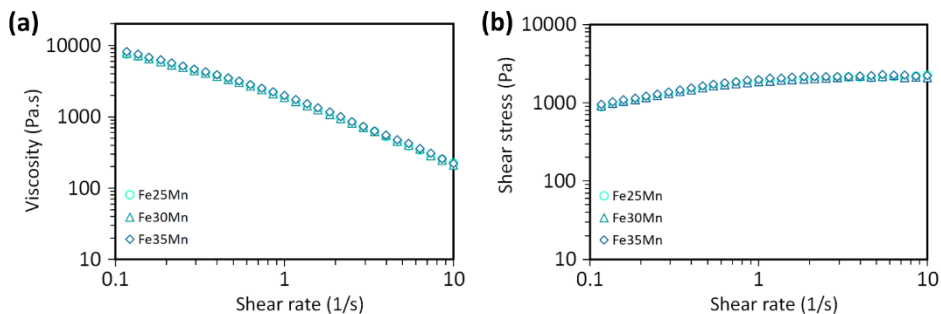 (a)
10000
1000
100
10
Viscosity (Pa.s)
Fe25Mn
Fe30Mn
Fe35Mn
0.1
1
10
Shear rate (1/s)
(b)
10000
1000
100
10
Shear stress (Pa)
Fe25Mn
Fe30Mn
Fe35Mn
0.1
1
10
Shear rate (1/s)